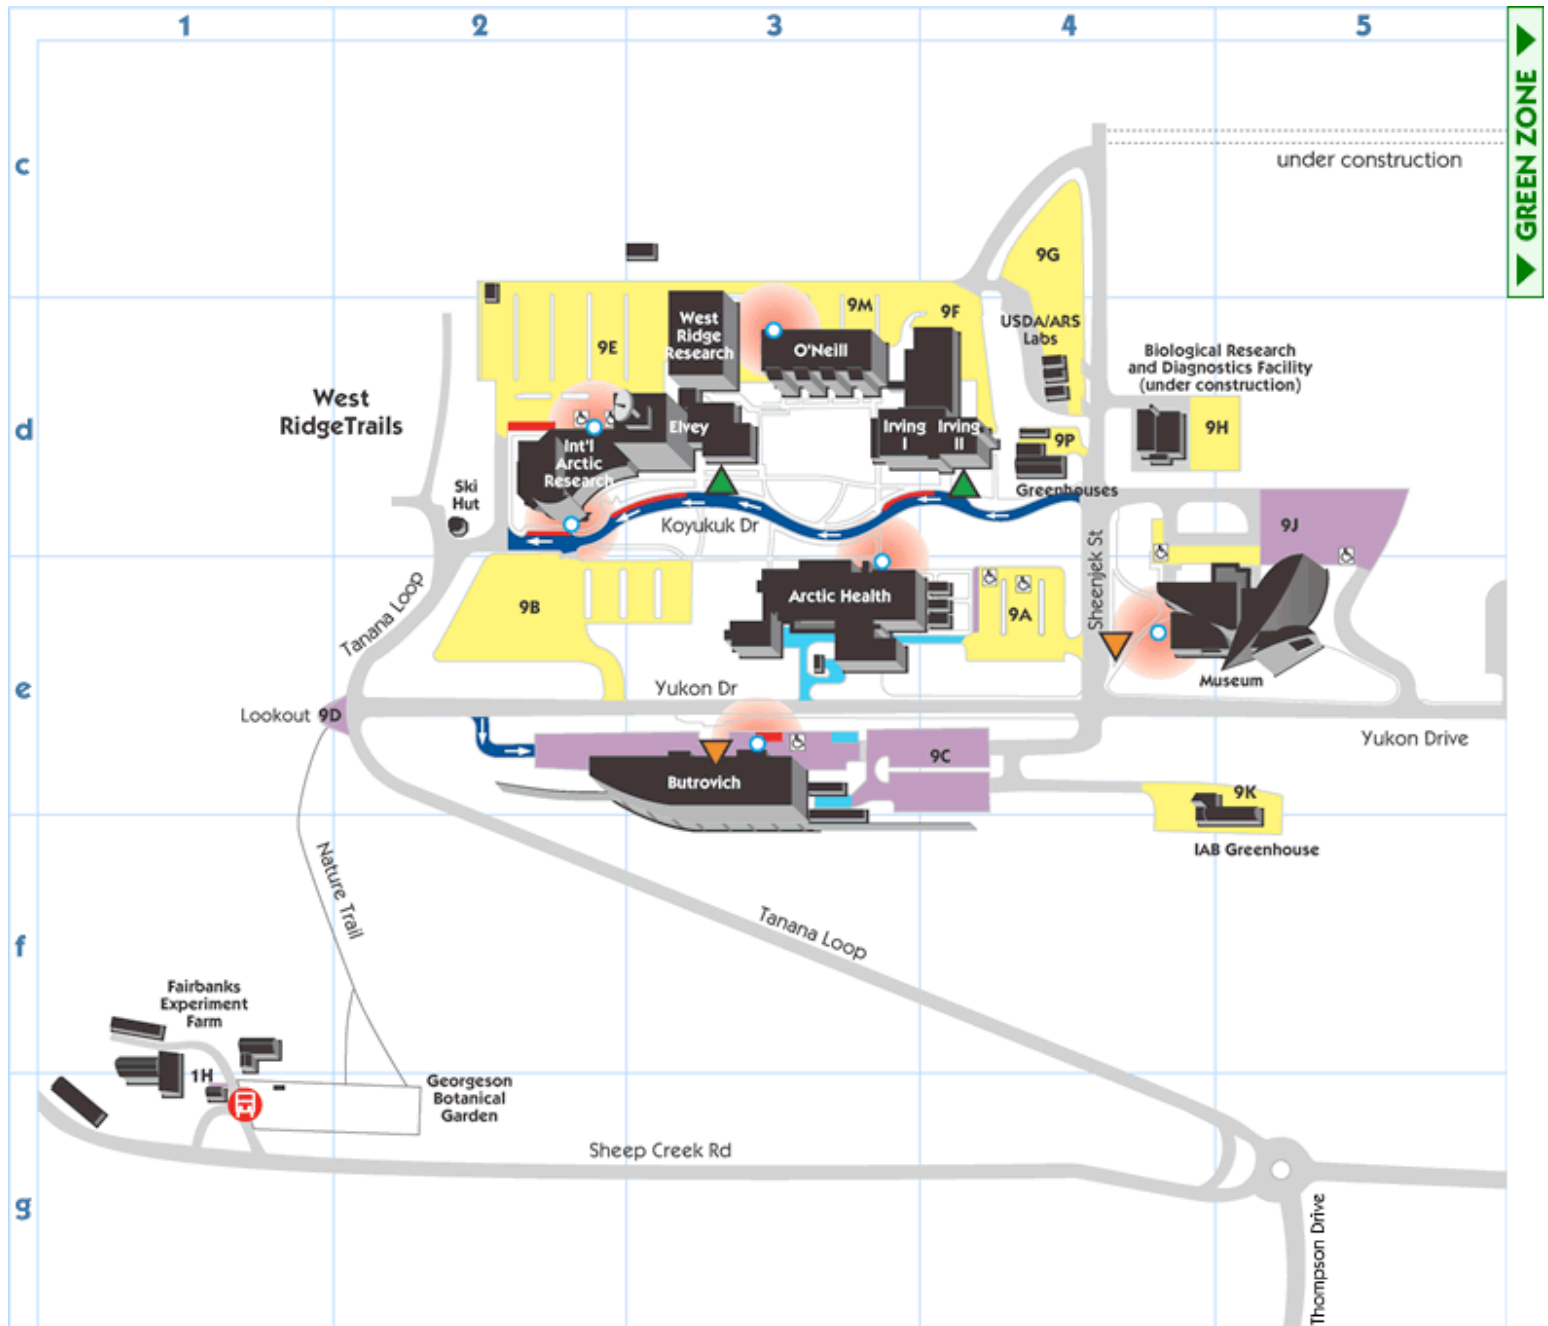 1
2
3
4
5
GREEN ZONE
c
under construction
9G
West
Ridge
Research
9M
9F
USDA/ARS
Labs
O'Neill
9E
Biological Research
and Diagnostics Facility
(under construction)
West
RidgeTrails
d
Elvey
Irving
I
Irving
II
9P
9H
Int'l
Arctic
Research
Ski
Hut
Greenhouses
Koyukuk Dr
9J
Sheenjek St
Tanana Loop
9B
Arctic Health
9A
Museum
e
Yukon Dr
Lookout 9D
Yukon Drive
9C
Butrovich
9K
IAB Greenhouse
Nature Trail
Tanana Loop
f
Fairbanks
Experiment
Farm
1H
Georgeson
Botanical
Garden
Sheep Creek Rd
g
Thompson Drive